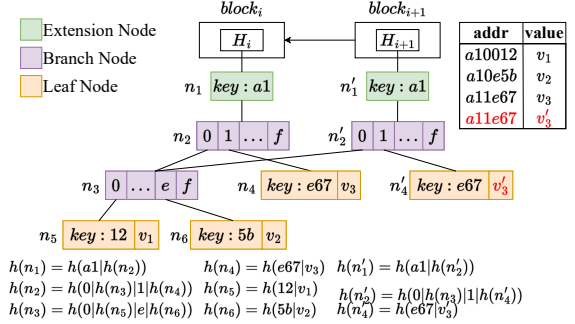 block_i block_{i+1}
Extension Node
Branch Node
Leaf Node
H_i H_{i+1}
addr value
a10012 v_1
a10e5b v_2
a11e67 v_3
a11e67 v'_3
n_1 key : a1 n'_1 key : a1
n_2 0 1 ... f n'_2 0 1 ... f
n_3 0 ... e f n_4 key : e67 v_3 n'_4 key : e67 v'_3
n_5 key : 12 v_1 n_6 key : 5b v_2
h(n_1) = h(a1|h(n_2)) h(n_4) = h(e67|v_3) h(n'_1) = h(a1|h(n'_2))
h(n_2) = h(0|h(n_3)|1|h(n_4)) h(n_5) = h(12|v_1) h(n'_2) = h(0|h(n_3)|1|h(n'_4))
h(n_3) = h(0|h(n_5)|e|h(n_6)) h(n_6) = h(5b|v_2) h(n'_4) = h(e67|v'_3)